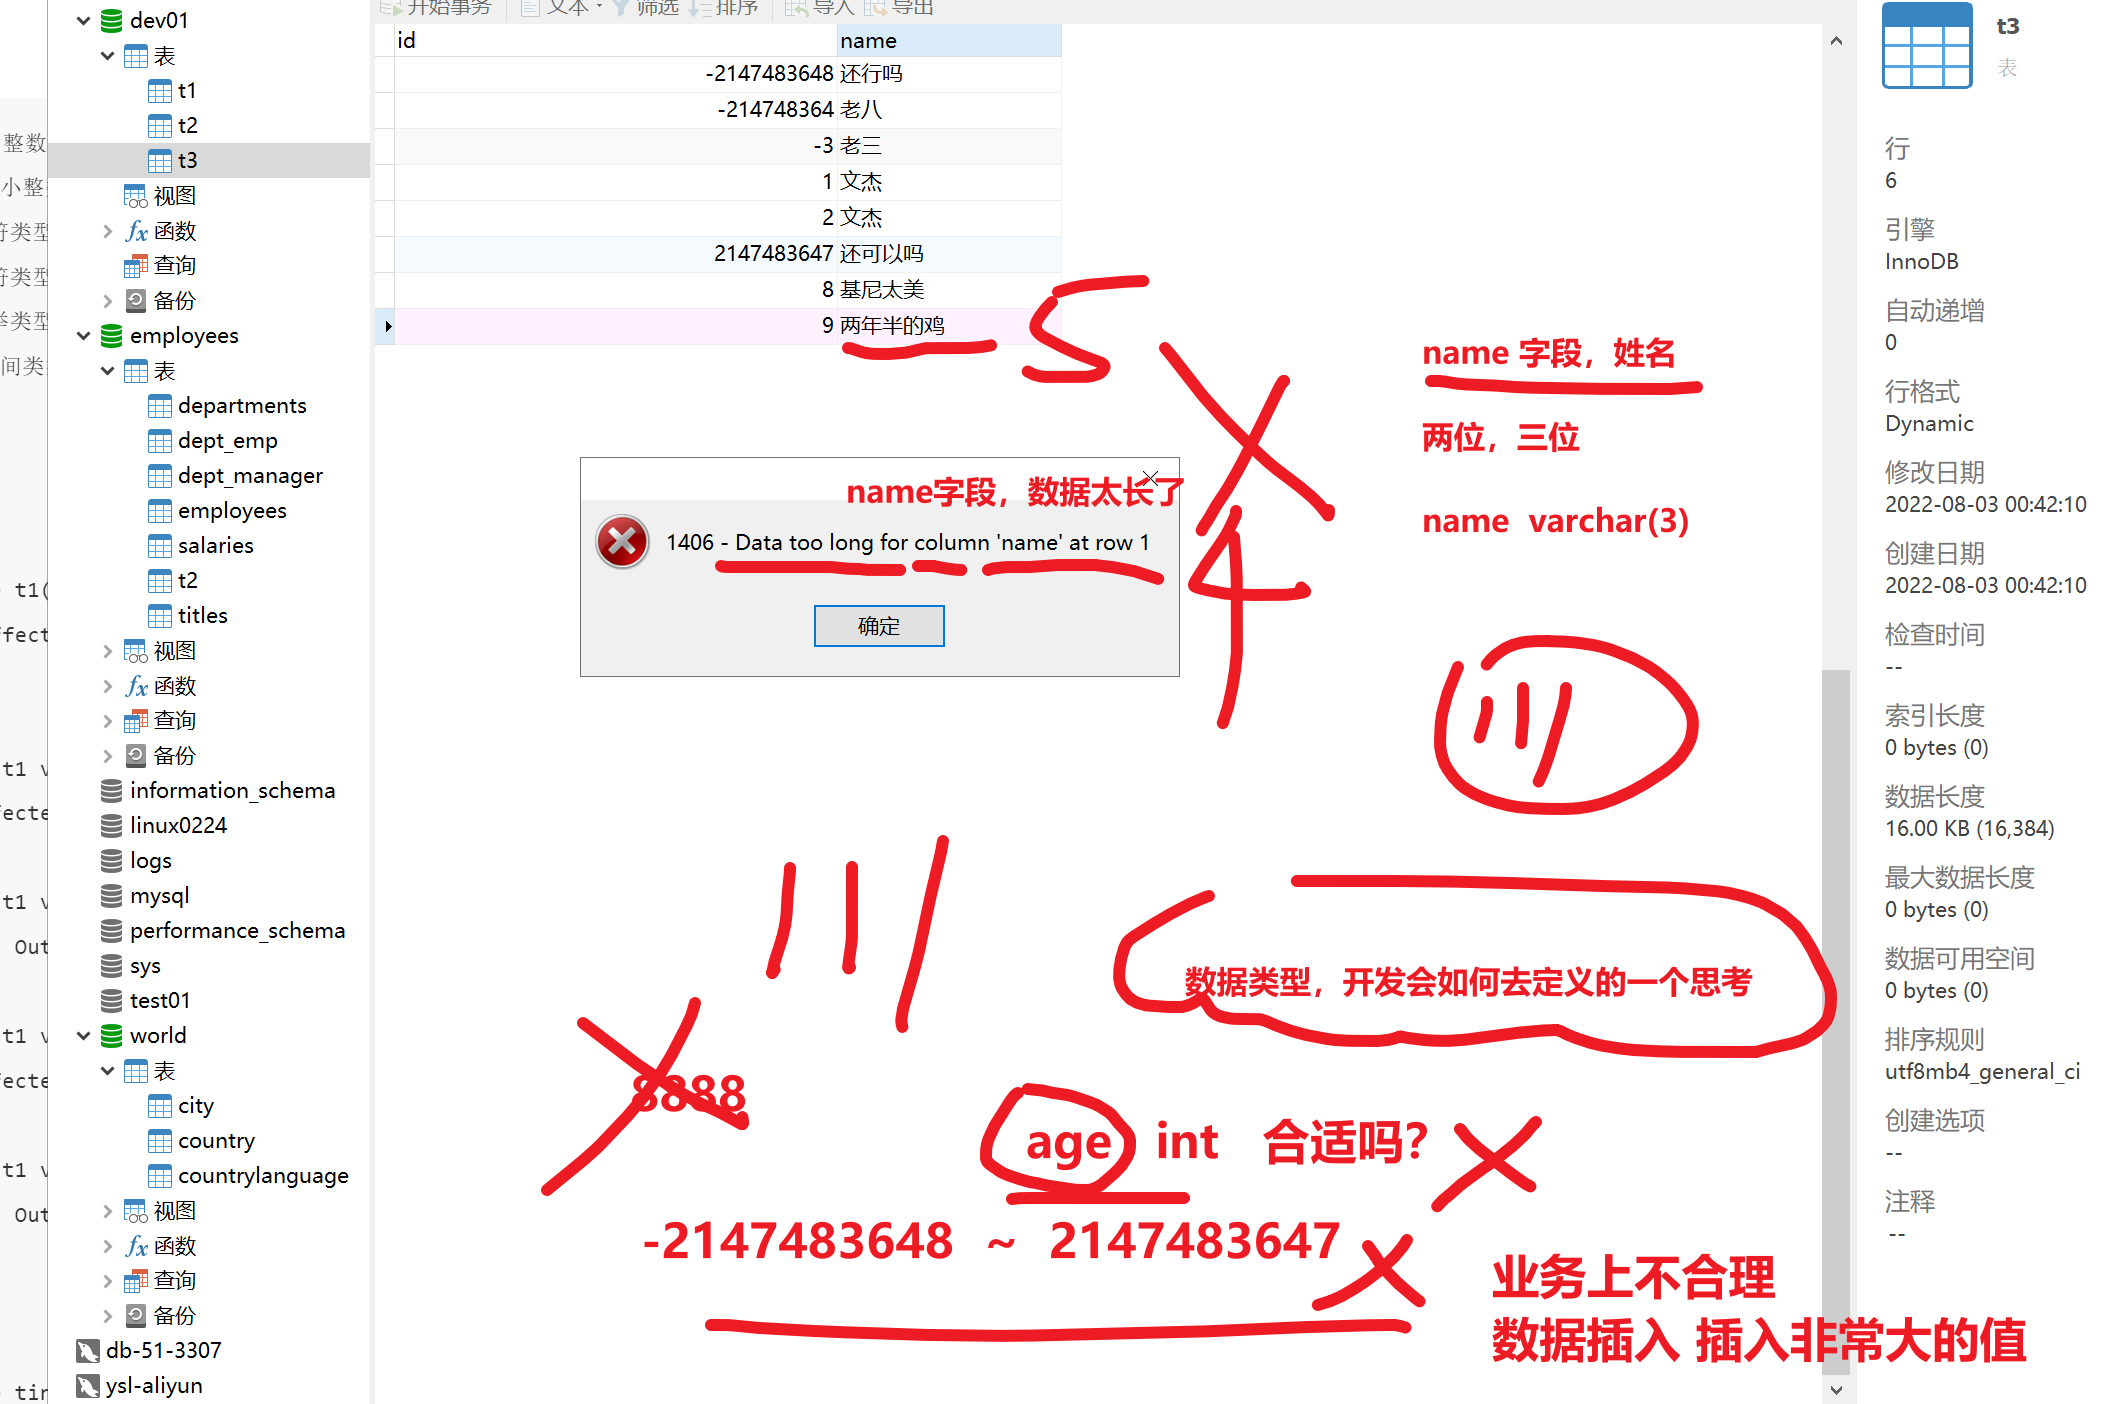 整数
小整
符类型
符类型
举类型
间类
t1(
ffect
t1 v
fecte
t1 v
Out
t1 v
fecte
t1 v
Out
tir
dev01
表
t1
t2
t3
视图
函数
查询
备份
employees
表
departments
dept_emp
dept_manager
employees
salaries
t2
titles
视图
函数
查询
备份
information_schema
linux0224
logs
mysql
performance_schema
sys
test01
world
表
city
country
countrylanguage
视图
函数
查询
备份
db-51-3307
ysl-aliyun
开始事务 文本 筛选 排序 导入 导出
id name
-2147483648 还行吗
-214748364 老八
-3 老三
1 文杰
2 文杰
2147483647 还可以吗
8 基尼太美
9 两年半的鸡
5
name 字段，姓名
两位，三位
name varchar(3)
name字段，数据太长了
1406 - Data too long for column 'name' at row 1
确定
4
数据类型，开发会如何去定义的一个思考
8888
age int 合适吗？
-2147483648 ~ 2147483647
业务上不合理
数据插入 插入非常大的值
t3
表
行
6
引擎
InnoDB
自动递增
0
行格式
Dynamic
修改日期
2022-08-03 00:42:10
创建日期
2022-08-03 00:42:10
检查时间
--
索引长度
0 bytes (0)
数据长度
16.00 KB (16,384)
最大数据长度
0 bytes (0)
数据可用空间
0 bytes (0)
排序规则
utf8mb4_general_ci
创建选项
--
注释
--